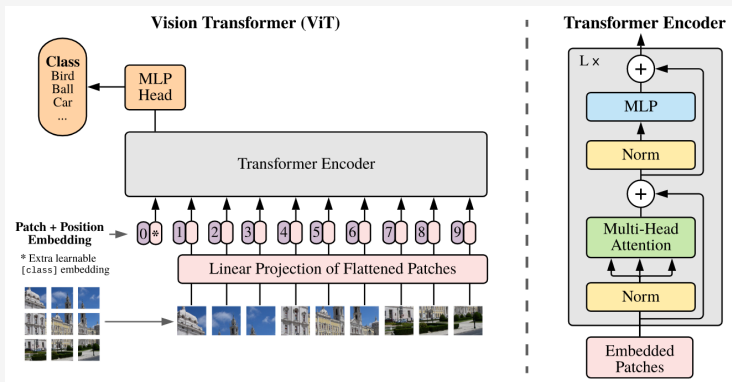 Vision Transformer (ViT)
Class
Bird
Ball
Car
...
MLP
Head
Transformer Encoder
Patch + Position
Embedding
0 * 1 2 3 4 5 6 7 8 9
* Extra learnable
[class] embedding
Linear Projection of Flattened Patches
Transformer Encoder
L x
+
MLP
Norm
+
Multi-Head
Attention
Norm
Embedded
Patches